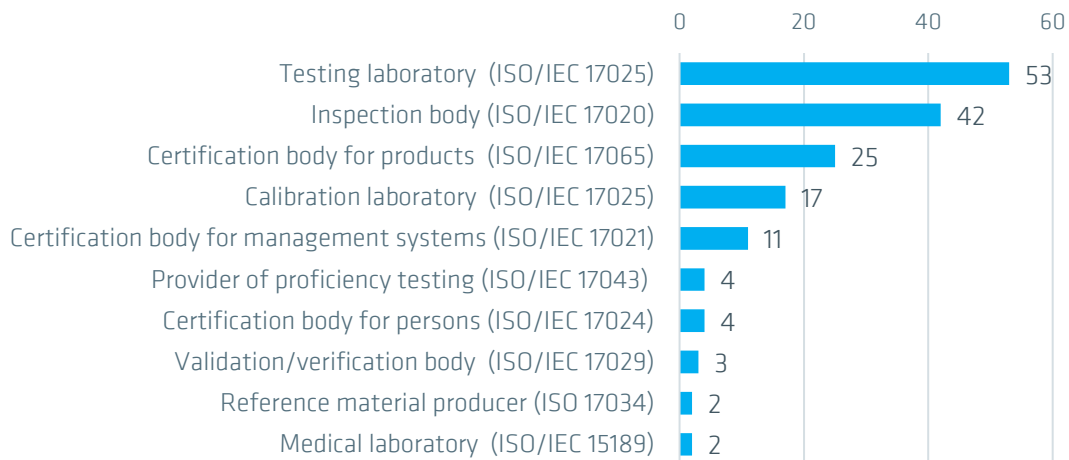 0 20 40 60
Testing laboratory (ISO/IEC 17025) 53
Inspection body (ISO/IEC 17020) 42
Certification body for products (ISO/IEC 17065) 25
Calibration laboratory (ISO/IEC 17025) 17
Certification body for management systems (ISO/IEC 17021) 11
Provider of proficiency testing (ISO/IEC 17043) 4
Certification body for persons (ISO/IEC 17024) 4
Validation/verification body (ISO/IEC 17029) 3
Reference material producer (ISO 17034) 2
Medical laboratory (ISO/IEC 15189) 2